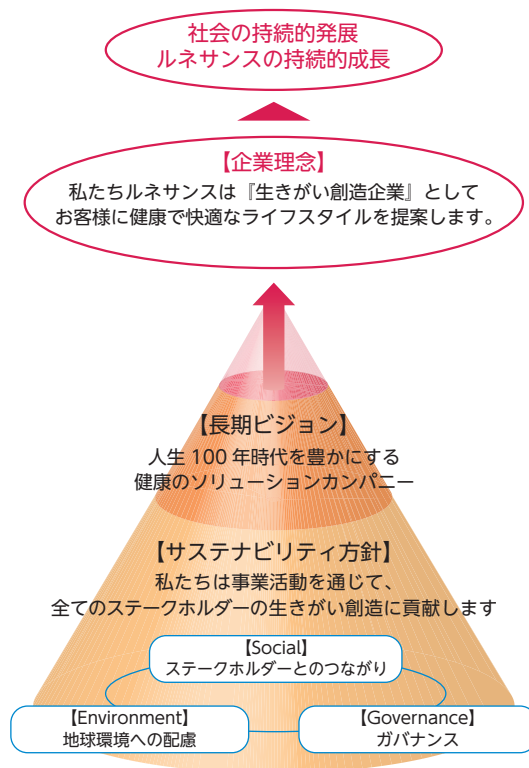 社会の持続的発展
ルネサンスの持続的成長
【企業理念】
私たちルネサンスは『生きがい創造企業』として
お客様に健康で快適なライフスタイルを提案します。
【長期ビジョン】
人生 100 年時代を豊かにする
健康のソリューションカンパニー
【サステナビリティ方針】
私たちは事業活動を通じて、
全てのステークホルダーの生きがい創造に貢献します
【Social】
ステークホルダーとのつながり
【Environment】
地球環境への配慮
【Governance】
ガバナンス